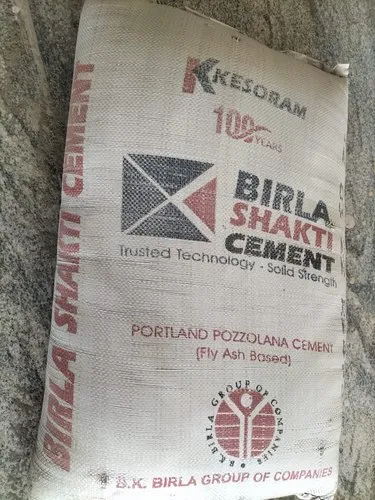 KKESORAM
100 YEARS
BIRLA
SHAKTI
CEMENT
Trusted Technology - Solid Strength
PORTLAND POZZOLANA CEMENT
(Fly Ash Based)
B.K. BIRLA GROUP OF COMPANIES
B.K. BIRLA GROUP OF COMPANIES
BIRLA SHAKTI CEMENT